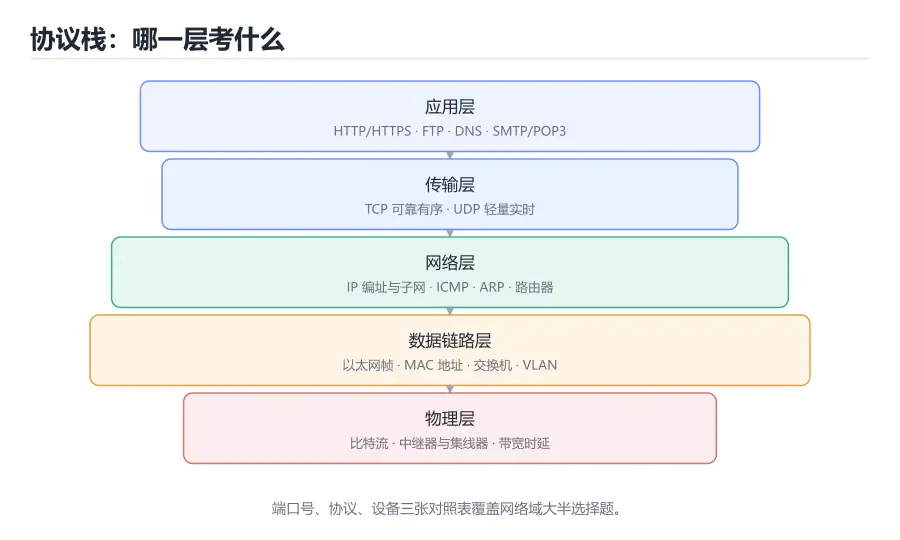 协议栈：哪一层考什么
应用层
HTTP/HTTPS · FTP · DNS · SMTP/POP3
传输层
TCP 可靠有序 · UDP 轻量实时
网络层
IP 编址与子网 · ICMP · ARP · 路由器
数据链路层
以太网帧 · MAC 地址 · 交换机 · VLAN
物理层
比特流 · 中继器与集线器 · 带宽时延
端口号、协议、设备三张对照表覆盖网络域大半选择题。